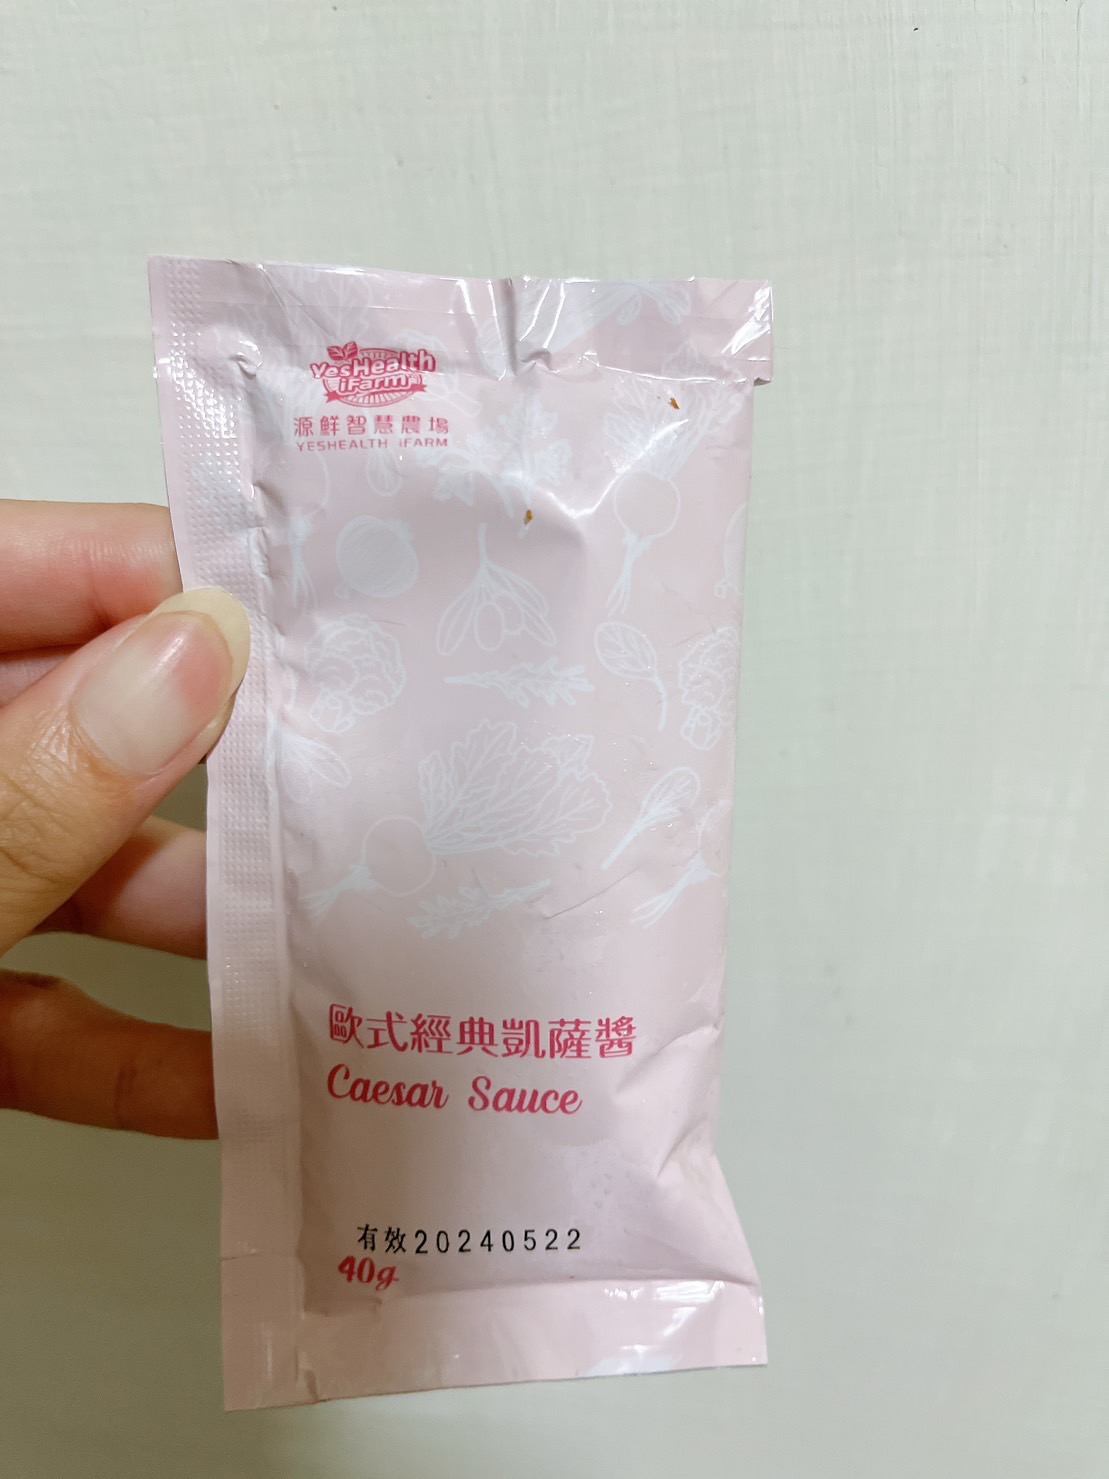 YesHealth
iFarm
源鮮智慧農場
YESHEALTH iFARM
歐式經典凱薩醬
Caesar Sauce
有效20240522
40g